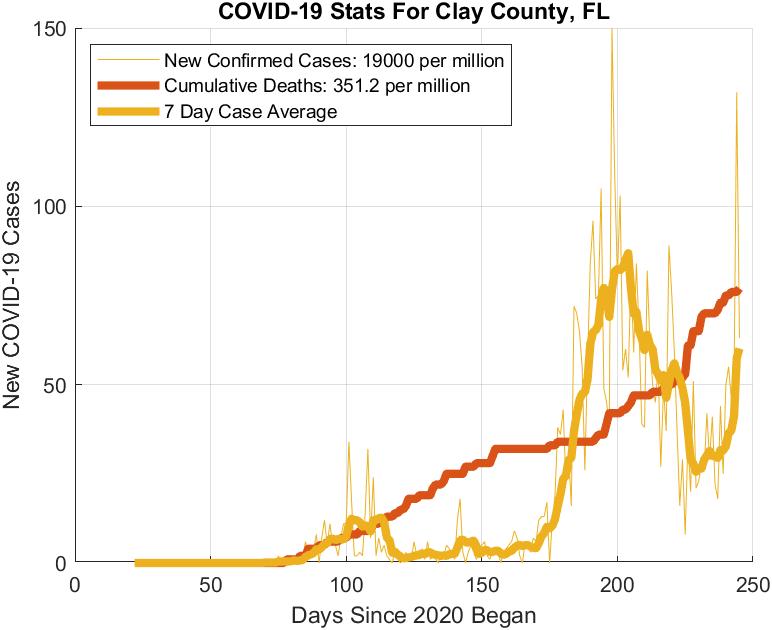 COVID-19 Stats For Clay County, FL
New Confirmed Cases: 19000 per million
Cumulative Deaths: 351.2 per million
7 Day Case Average
New COVID-19 Cases
150
100
50
0
0 50 100 150 200 250
Days Since 2020 Began